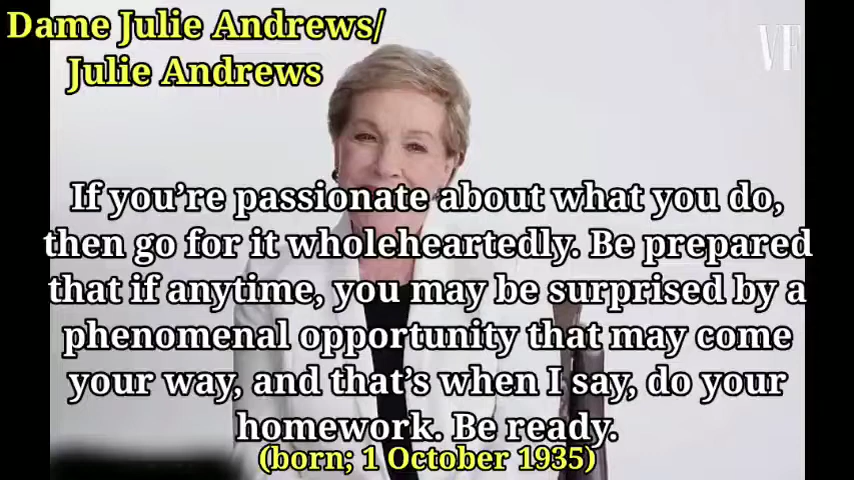 Dame Julie Andrews/
Julie Andrews
VF
If you’re passionate about what you do,
then go for it wholeheartedly. Be prepared
that if anytime, you may be surprised by a
phenomenal opportunity that may come
your way, and that’s when I say, do your
homework. Be ready.
(born; 1 October 1935)